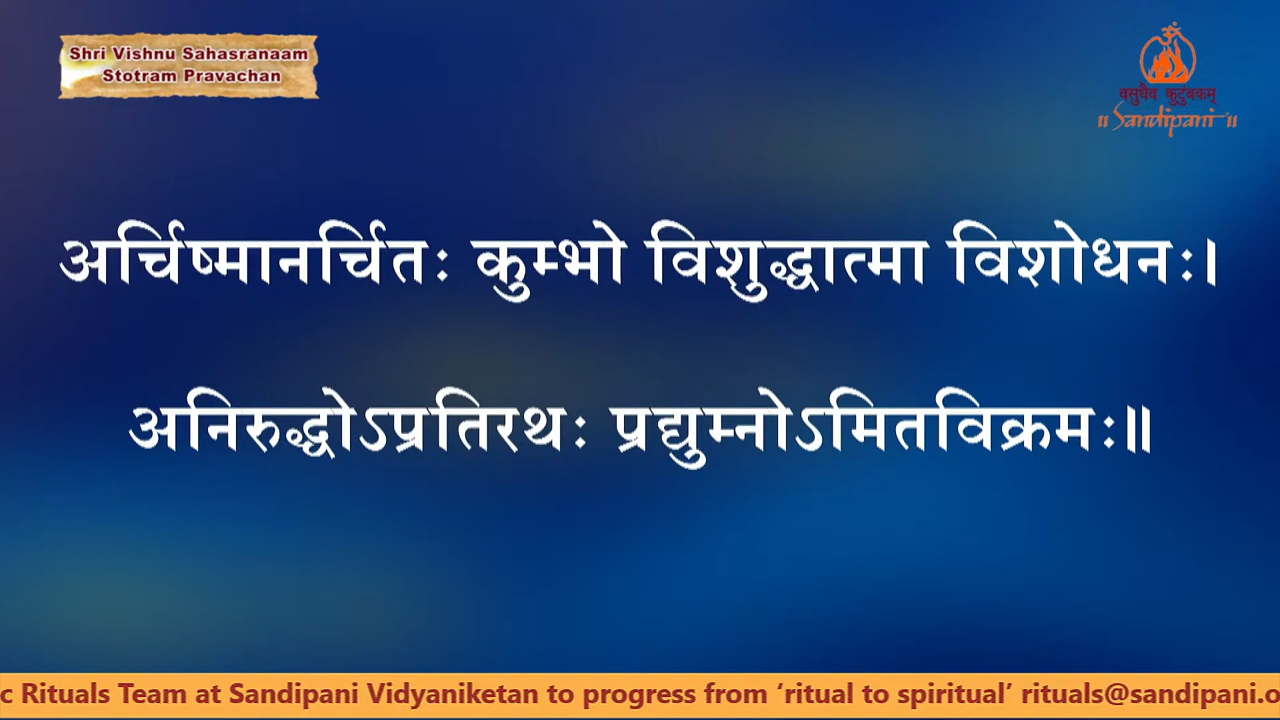 Shri Vishnu Sahasranaam
Stotram Pravachan
वसुधैव कुटुंबकम्
॥ Sandipani ॥
अर्चिष्मानर्चितः कुम्भो विशुद्धात्मा विशोधनः।
अनिरुद्धोऽप्रतिरथः प्रद्युम्नोऽमितविक्रमः॥
c Rituals Team at Sandipani Vidyaniketan to progress from ‘ritual to spiritual’ rituals@sandipani.o